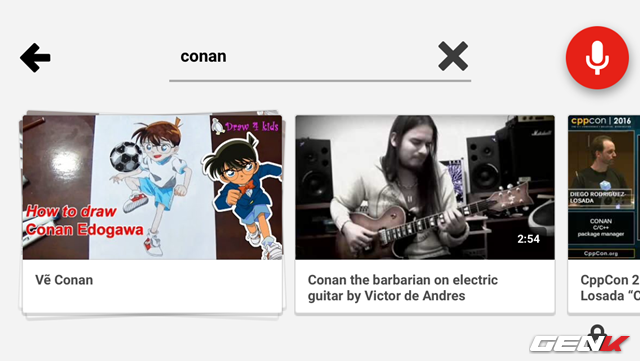 conan
Draw 4 kids
How to draw
Conan Edogawa
2:54
cppcon | 2016
DIEGO RODRIGUEZ-
LOSADA
CONAN
C/C++
package manager
CppCon.org
Vẽ Conan
Conan the barbarian on electric
guitar by Victor de Andres
CppCon 2
Losada "C
GENK